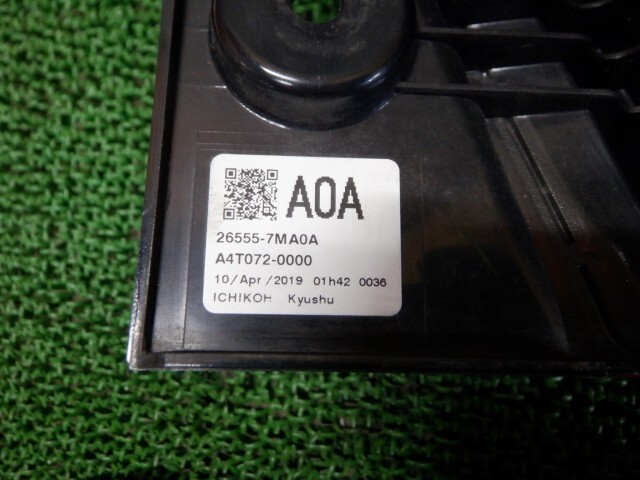 A0A
26555-7MA0A
A4T072-0000
10/Apr/2019 01h42 0036
ICHIKOH Kyushu